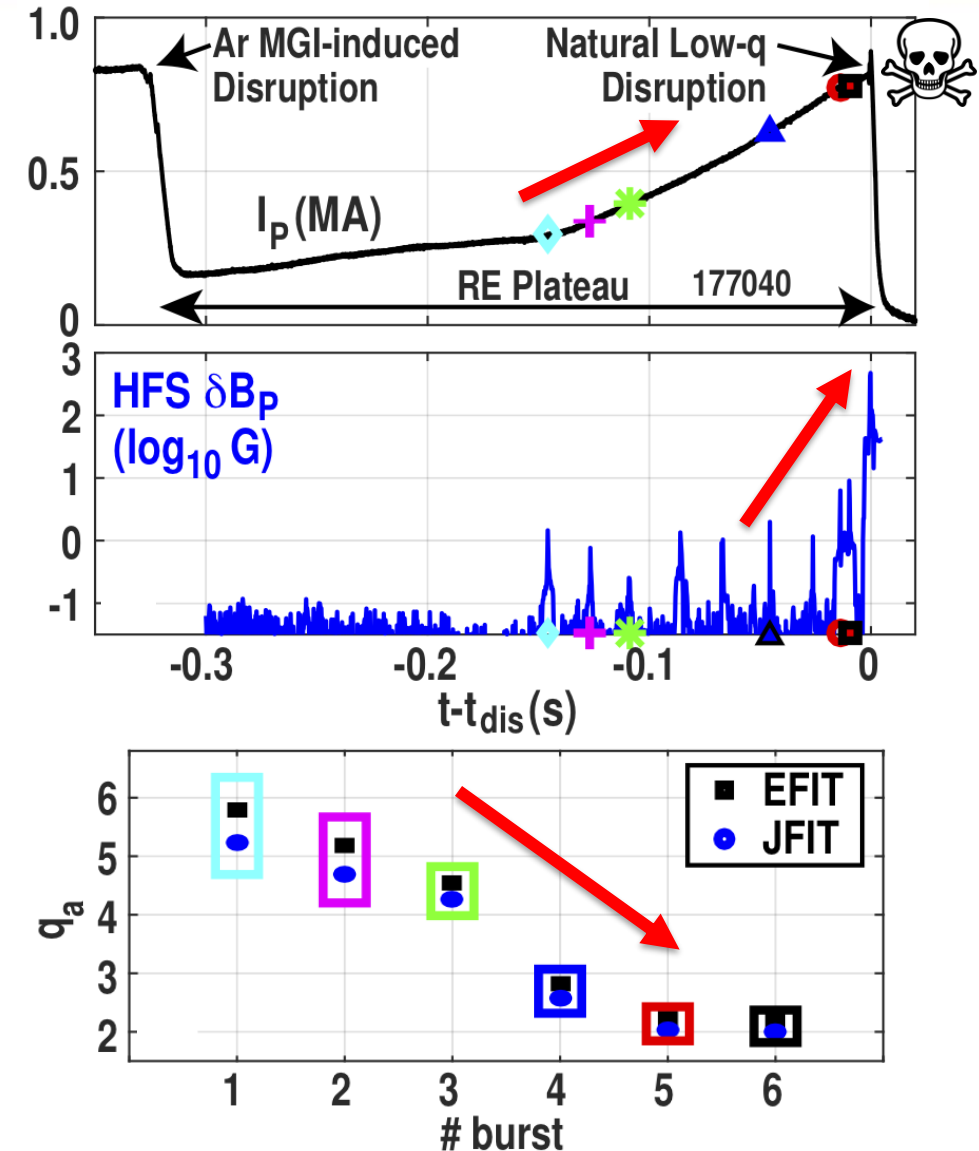 1.0
Ar MGI-induced
Disruption
Natural Low-q
Disruption
0.5
I_P (MA)
RE Plateau 177040
0
3
HFS δB_P
(log_10 G)
2
1
0
-1
-0.3 -0.2 -0.1 0
t-t_dis (s)
6
5
4
3
2
q_a
EFIT
JFIT
1 2 3 4 5 6
# burst